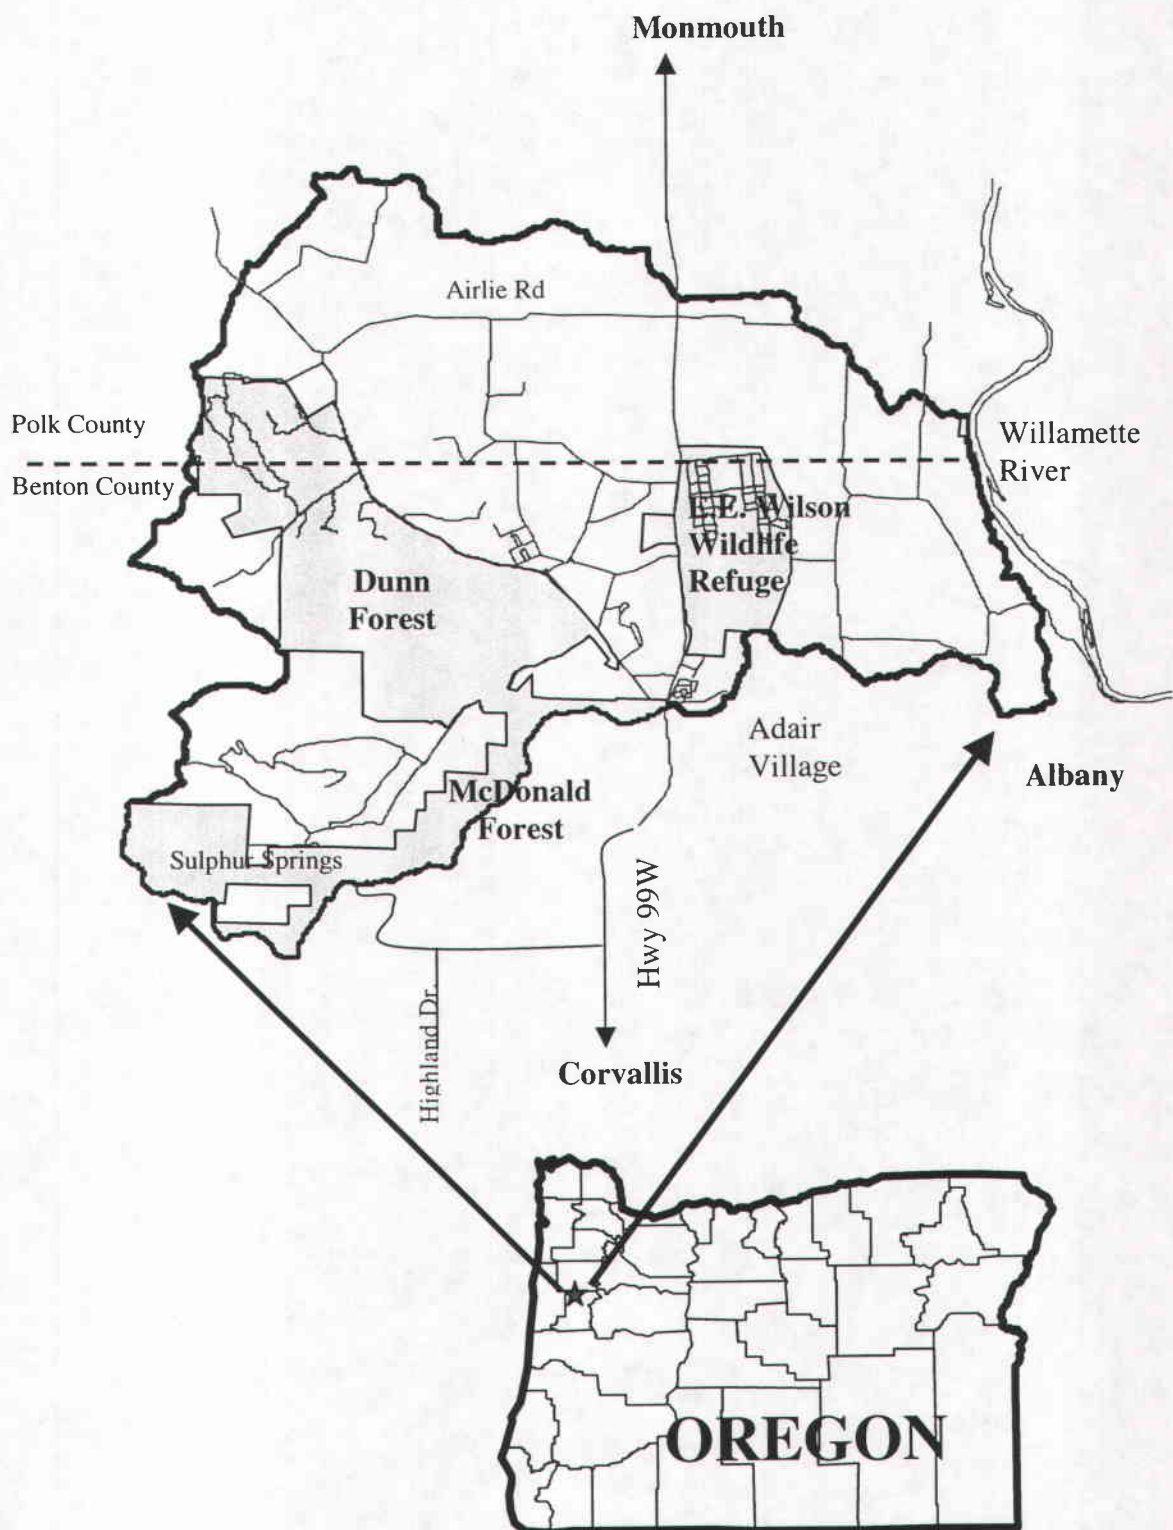 Monmouth
Airlie Rd
Polk County
Benton County
Willamette
River
E.E. Wilson
Wildlife
Refuge
Dunn
Forest
Adair
Village
Albany
McDonald
Forest
Sulphur Springs
Hwy 99W
Highland Dr.
Corvallis
OREGON